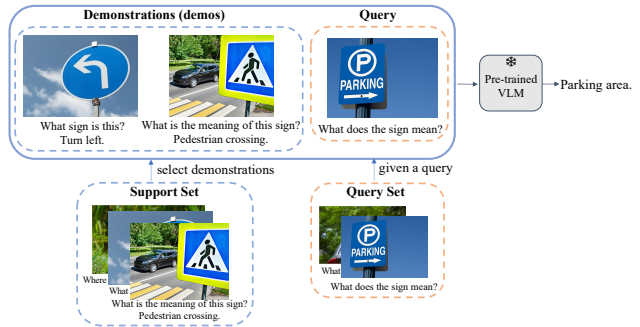 Demonstrations (demos)
Query
P
PARKING
What sign is this?
Turn left.
What is the meaning of this sign?
Pedestrian crossing.
What does the sign mean?
Pre-trained
VLM
Parking area.
select demonstrations
given a query
Support Set
Query Set
Where
What
What is the meaning of this sign?
Pedestrian crossing.
P
PARKING
What
What does the sign mean?